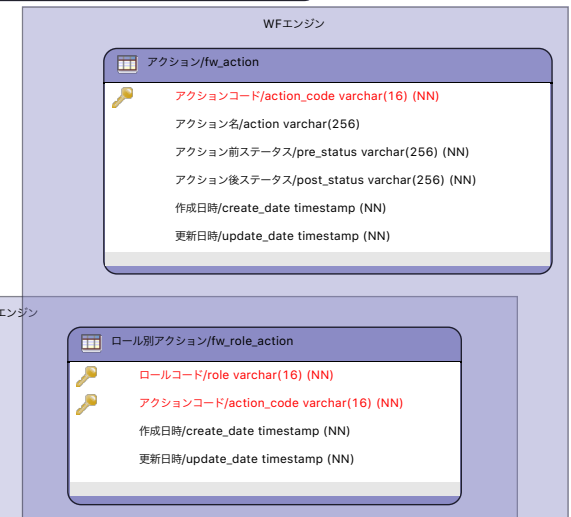 WFエンジン
アクション/fw_action
アクションコード/action_code varchar(16) (NN)
アクション名/action varchar(256)
アクション前ステータス/pre_status varchar(256) (NN)
アクション後ステータス/post_status varchar(256) (NN)
作成日時/create_date timestamp (NN)
更新日時/update_date timestamp (NN)
エンジン
ロール別アクション/fw_role_action
ロールコード/role varchar(16) (NN)
アクションコード/action_code varchar(16) (NN)
作成日時/create_date timestamp (NN)
更新日時/update_date timestamp (NN)